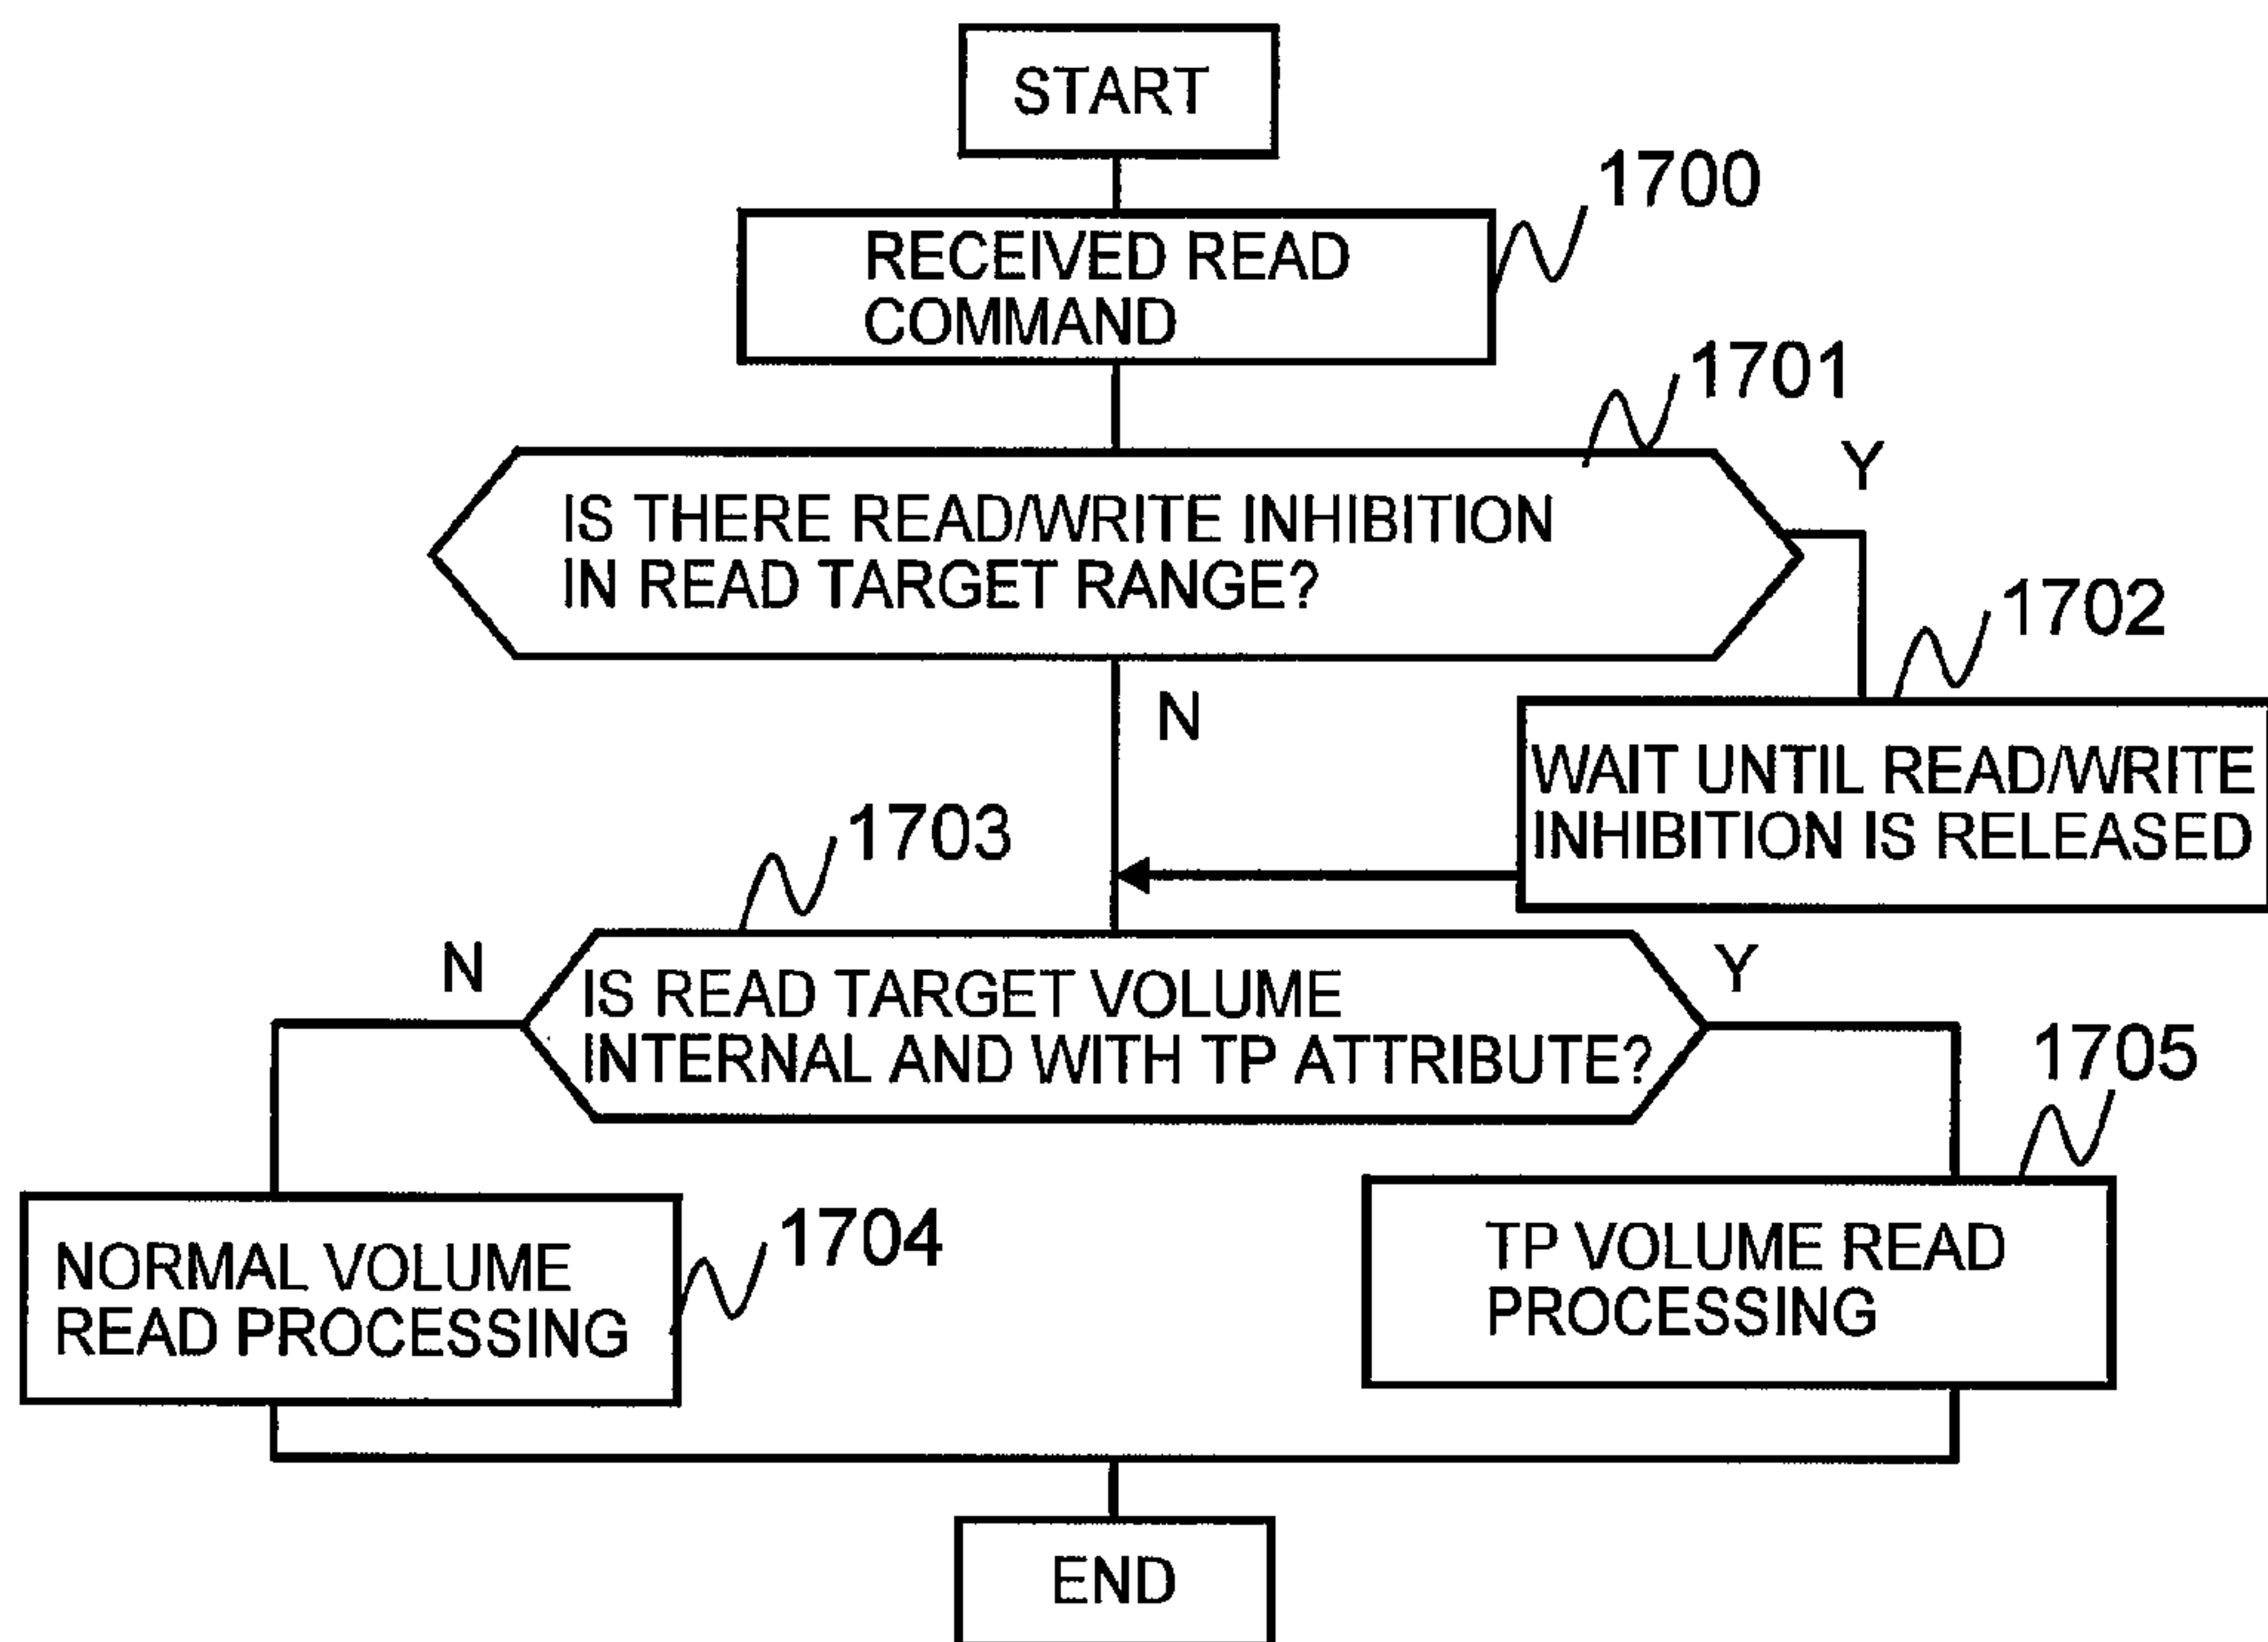 START
1700
RECEIVED READ
COMMAND
1701
Y
IS THERE READ/WRITE INHIBITION
IN READ TARGET RANGE?
1702
N
WAIT UNTIL READ/WRITE
INHIBITION IS RELEASED
1703
N
Y
IS READ TARGET VOLUME
INTERNAL AND WITH TP ATTRIBUTE?
1705
1704
NORMAL VOLUME
READ PROCESSING
TP VOLUME READ
PROCESSING
END